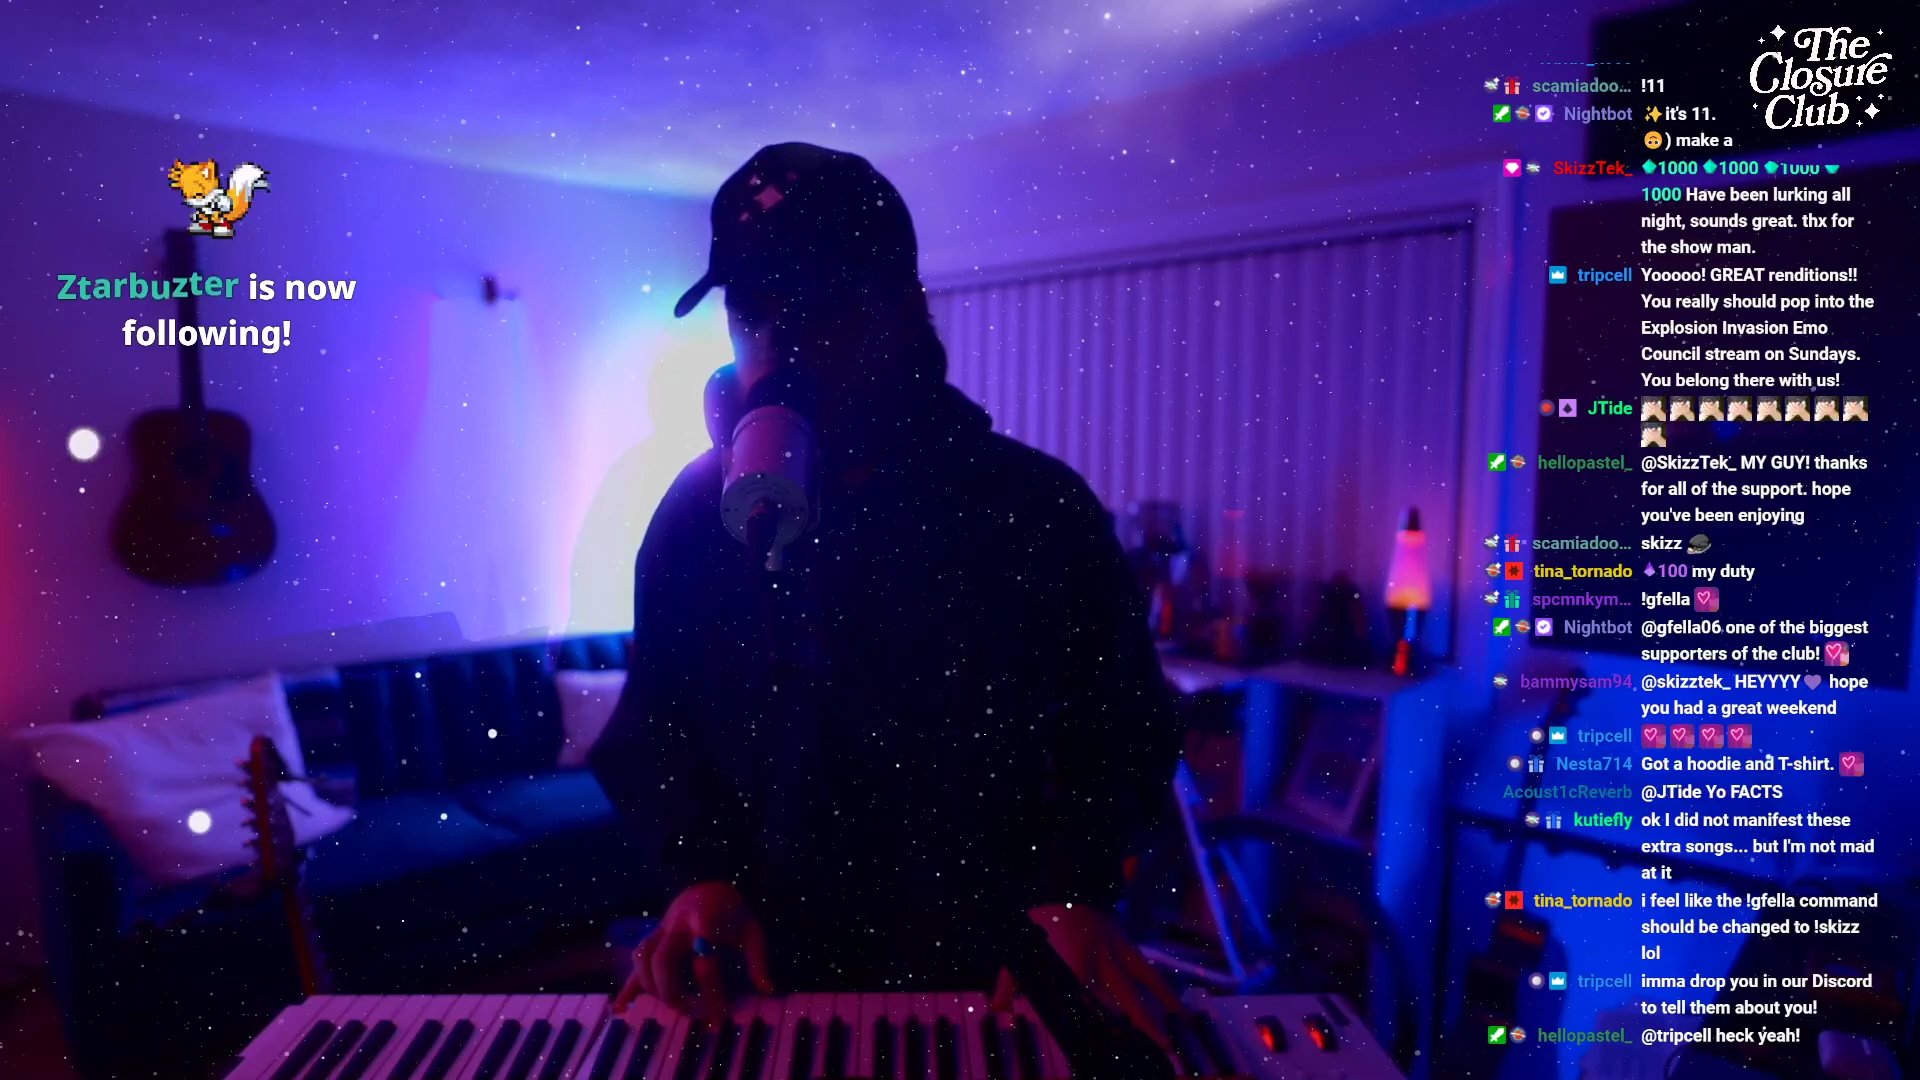 The
Closure
Club
scamiadoo... !11
Nightbot ✨it's 11.
🙃) make a
SkizzTek_ 1000 1000 1000
1000 Have been lurking all
night, sounds great. thx for
the show man.
tripcell Yooooo! GREAT renditions!!
You really should pop into the
Explosion Invasion Emo
Council stream on Sundays.
You belong there with us!
JTide
hellopastel_ @SkizzTek_ MY GUY! thanks
for all of the support. hope
you've been enjoying
scamiadoo... skizz
tina_tornado 100 my duty
spcmnkym... !gfella
Nightbot @gfella06 one of the biggest
supporters of the club!
bammysam94 @skizztek_ HEYYYY💜 hope
you had a great weekend
tripcell
Nesta714 Got a hoodie and T-shirt.
Acoust1cReverb @JTide Yo FACTS
kutiefly ok I did not manifest these
extra songs... but I'm not mad
at it
tina_tornado i feel like the !gfella command
should be changed to !skizz
lol
tripcell imma drop you in our Discord
to tell them about you!
hellopastel_ @tripcell heck yeah!
Ztarbuzter is now
following!